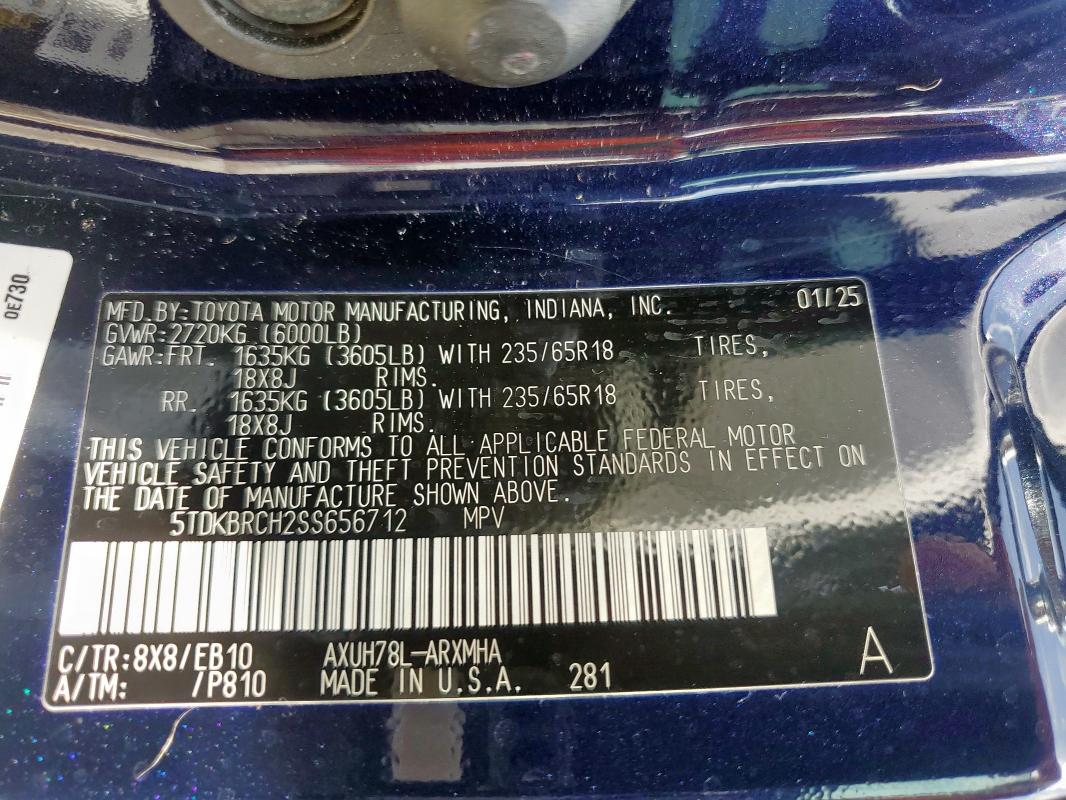 0E730
MFD.BY:TOYOTA MOTOR MANUFACTURING, INDIANA, INC. 01/25
GVWR:2720KG (6000LB)
GAWR:FRT. 1635KG (3605LB) WITH 235/65R18 TIRES,
18X8J RIMS.
RR. 1635KG (3605LB) WITH 235/65R18 TIRES,
18X8J RIMS.
THIS VEHICLE CONFORMS TO ALL APPLICABLE FEDERAL MOTOR
VEHICLE SAFETY AND THEFT PREVENTION STANDARDS IN EFFECT ON
THE DATE OF MANUFACTURE SHOWN ABOVE.
5TDKBRCH2SS656712 MPV
C/TR:8X8/EB10 AXUH78L-ARXMHA A
A/TM: /P810 MADE IN U.S.A. 281